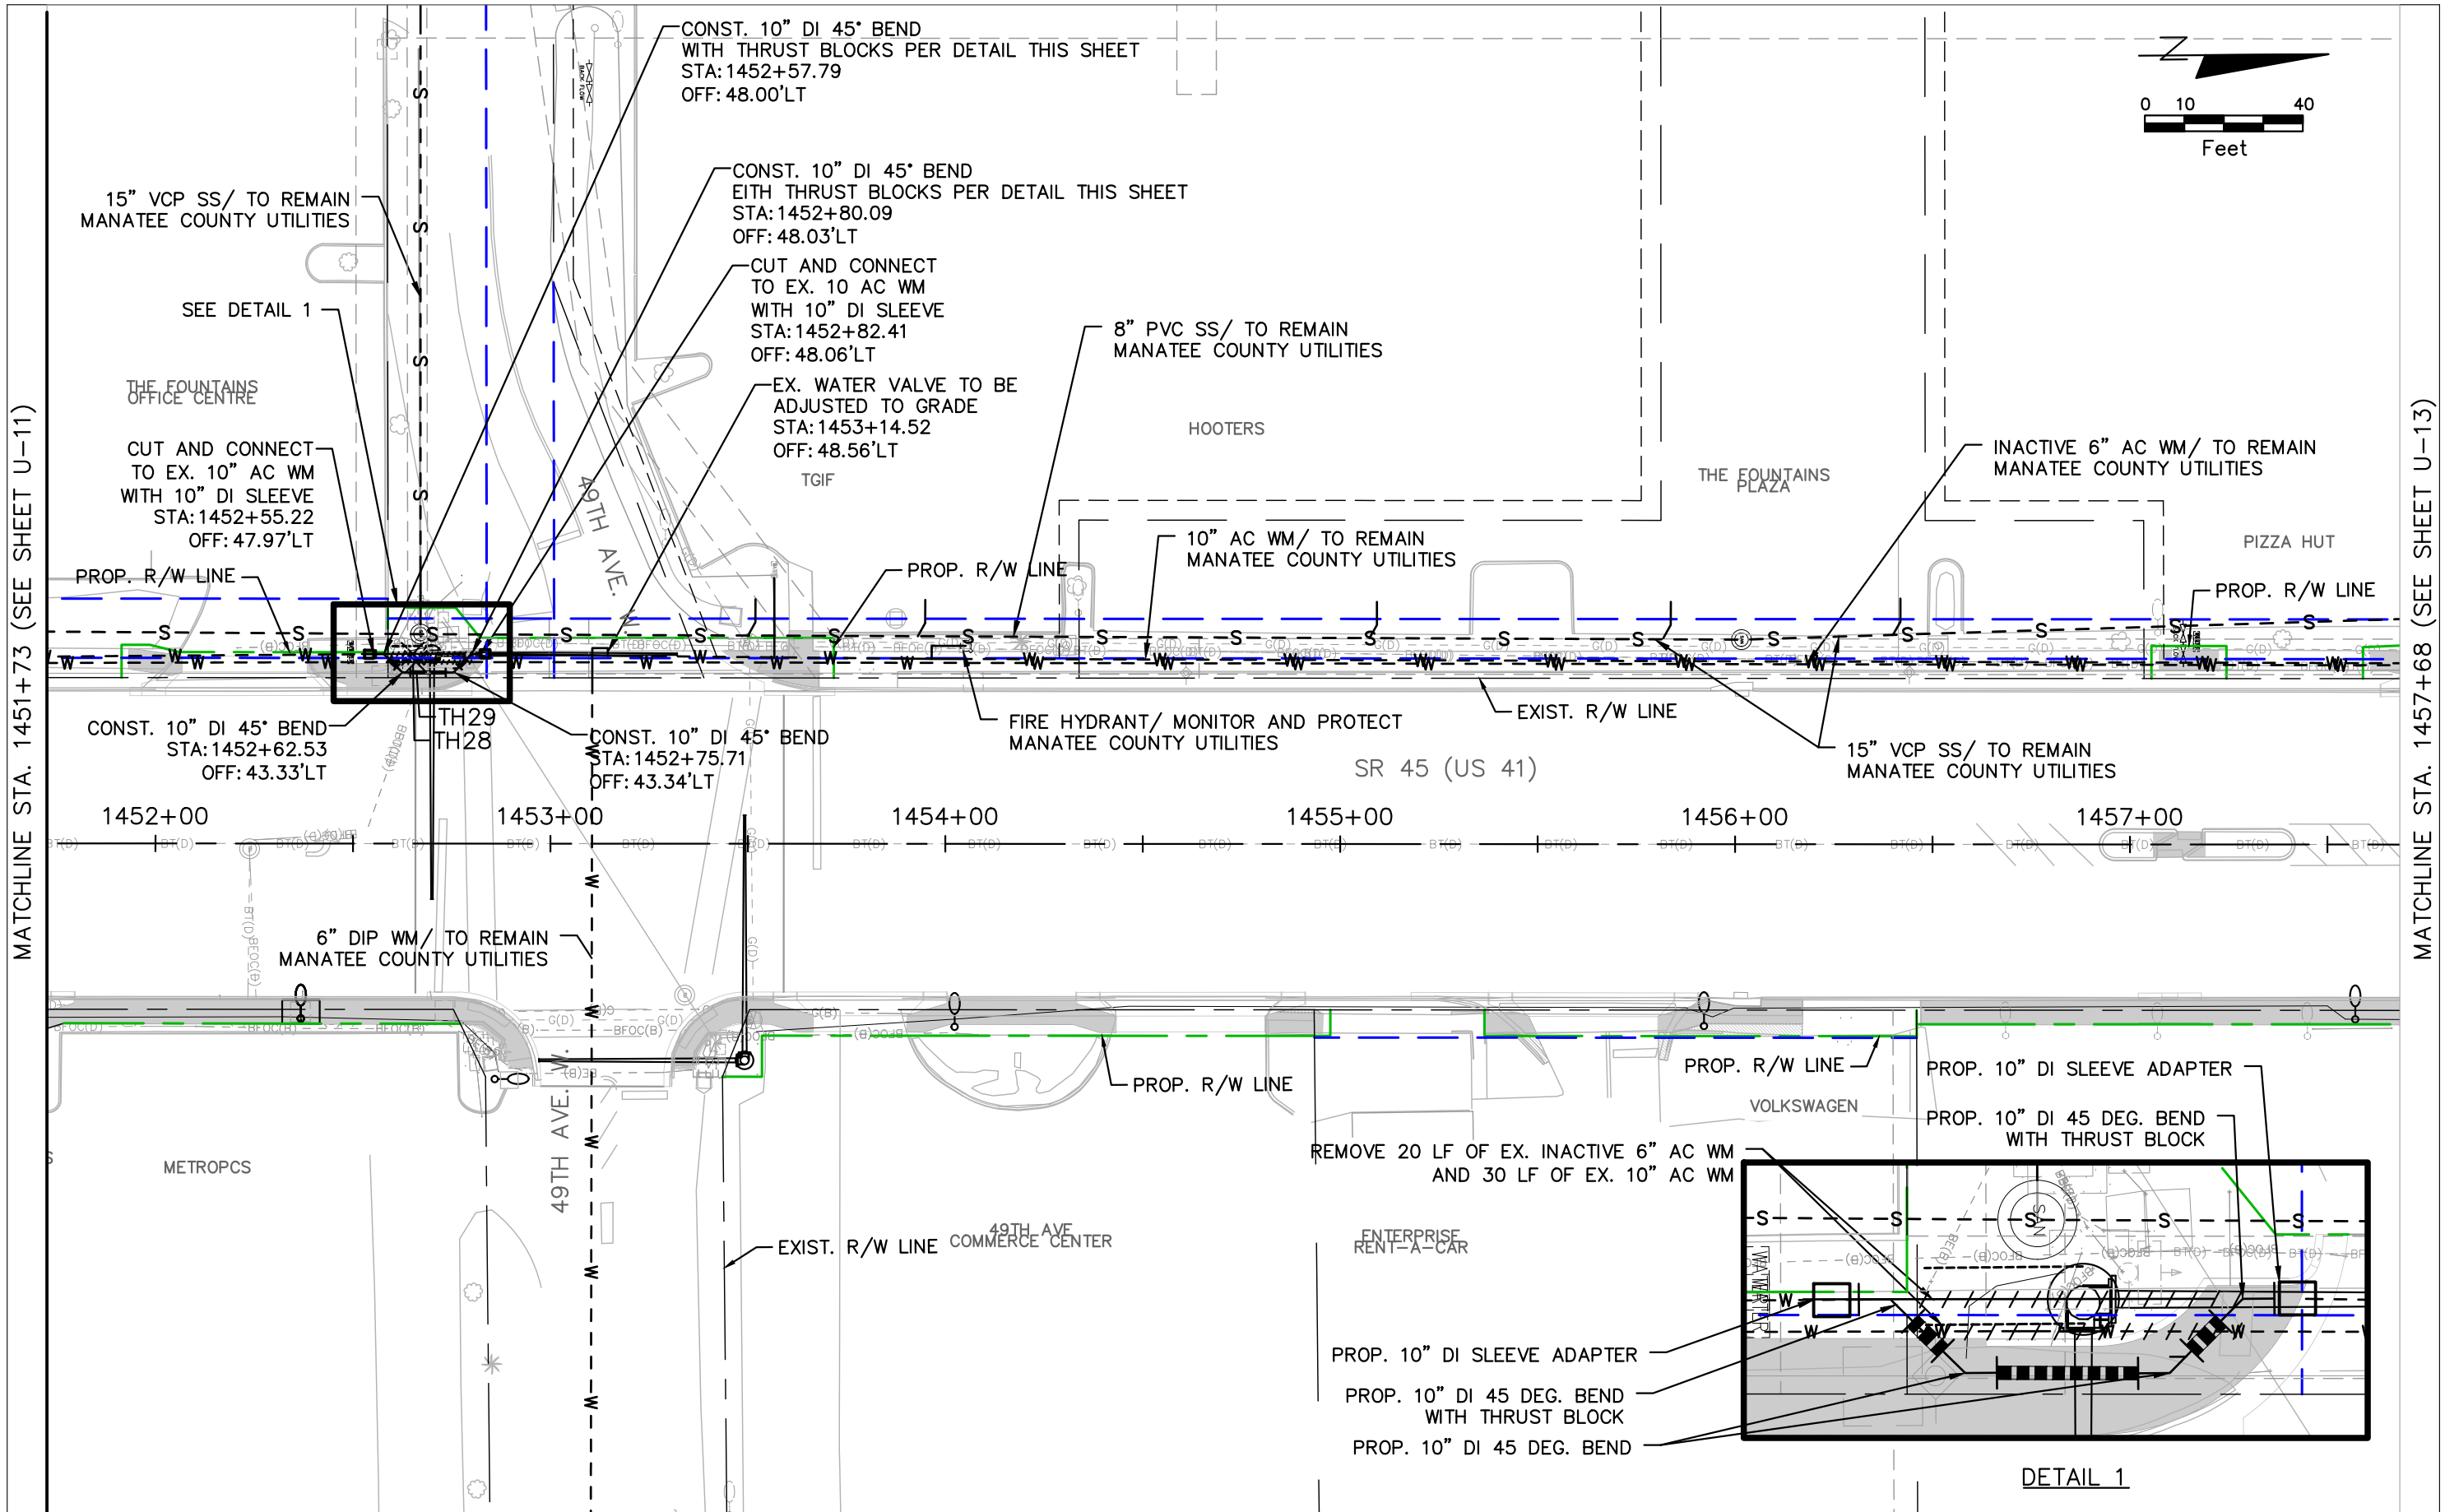 CONST. 10” DI 45° BEND
WITH THRUST BLOCKS PER DETAIL THIS SHEET
STA:1452+57.79
OFF: 48.00’LT
0 10 40
Feet
CONST. 10” DI 45° BEND
EITH THRUST BLOCKS PER DETAIL THIS SHEET
STA:1452+80.09
OFF: 48.03’LT
15” VCP SS/ TO REMAIN
MANATEE COUNTY UTILITIES
CUT AND CONNECT
TO EX. 10 AC WM
WITH 10” DI SLEEVE
STA:1452+82.41
OFF: 48.06’LT
SEE DETAIL 1
8” PVC SS/ TO REMAIN
MANATEE COUNTY UTILITIES
EX. WATER VALVE TO BE
ADJUSTED TO GRADE
STA:1453+14.52
OFF: 48.56’LT
THE FOUNTAINS
OFFICE CENTRE
HOOTERS
TGIF
THE FOUNTAINS
PLAZA
PIZZA HUT
CUT AND CONNECT
TO EX. 10” AC WM
WITH 10” DI SLEEVE
STA:1452+55.22
OFF: 47.97’LT
INACTIVE 6” AC WM/ TO REMAIN
MANATEE COUNTY UTILITIES
MATCHLINE STA. 1451+73 (SEE SHEET U-11)
MATCHLINE STA. 1457+68 (SEE SHEET U-13)
49TH AVE. W.
10” AC WM/ TO REMAIN
MANATEE COUNTY UTILITIES
PROP. R/W LINE
PROP. R/W LINE
PROP. R/W LINE
TH29
TH28
CONST. 10” DI 45° BEND
STA:1452+62.53
OFF: 43.33’LT
CONST. 10” DI 45° BEND
STA:1452+75.71
OFF: 43.34’LT
FIRE HYDRANT/ MONITOR AND PROTECT
MANATEE COUNTY UTILITIES
EXIST. R/W LINE
15” VCP SS/ TO REMAIN
MANATEE COUNTY UTILITIES
SR 45 (US 41)
1452+00
1453+00
1454+00
1455+00
1456+00
1457+00
6” DIP WM/ TO REMAIN
MANATEE COUNTY UTILITIES
49TH AVE. W.
PROP. R/W LINE
PROP. R/W LINE
PROP. 10” DI SLEEVE ADAPTER
VOLKSWAGEN
PROP. 10” DI 45 DEG. BEND
WITH THRUST BLOCK
METROPCS
REMOVE 20 LF OF EX. INACTIVE 6” AC WM
AND 30 LF OF EX. 10” AC WM
49TH AVE
COMMERCE CENTER
ENTERPRISE
RENT-A-CAR
EXIST. R/W LINE
SAN
PROP. 10” DI SLEEVE ADAPTER
PROP. 10” DI 45 DEG. BEND
WITH THRUST BLOCK
PROP. 10” DI 45 DEG. BEND
DETAIL 1